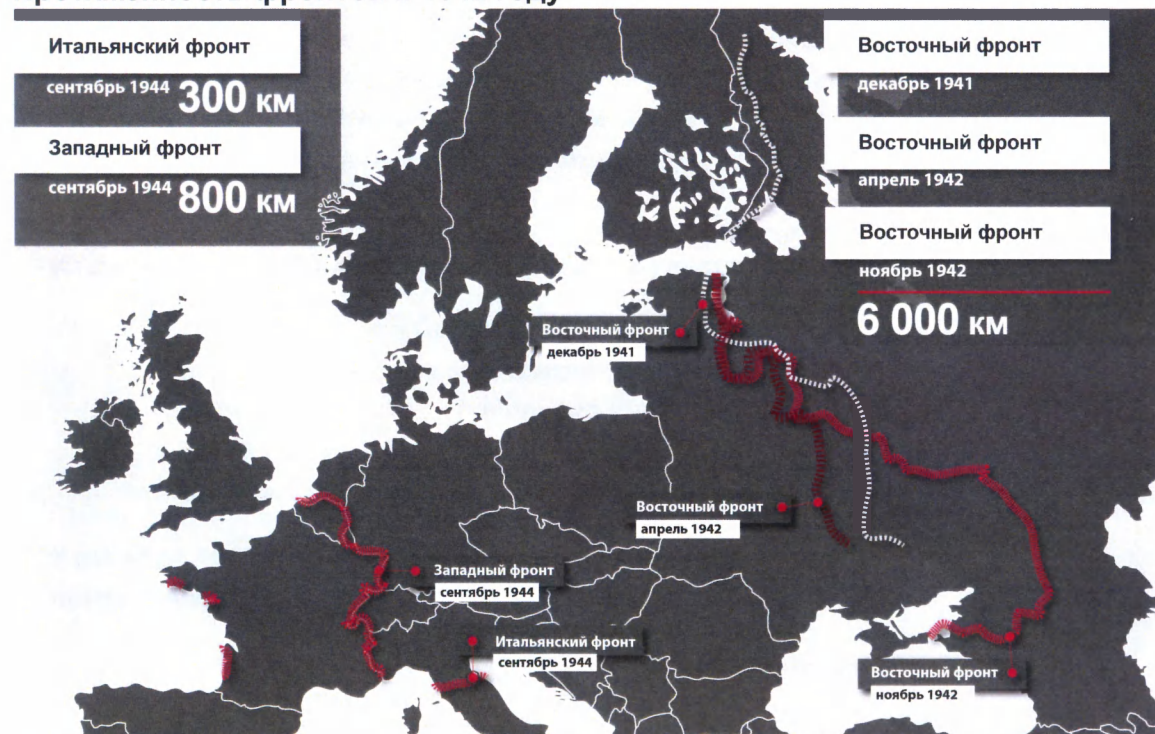 Итальянский фронт
сентябрь 1944 300 км
Западный фронт
сентябрь 1944 800 км
Восточный фронт
декабрь 1941
Восточный фронт
апрель 1942
Восточный фронт
ноябрь 1942
6 000 км
Восточный фронт
декабрь 1941
Восточный фронт
апрель 1942
Западный фронт
сентябрь 1944
Итальянский фронт
сентябрь 1944
Восточный фронт
ноябрь 1942